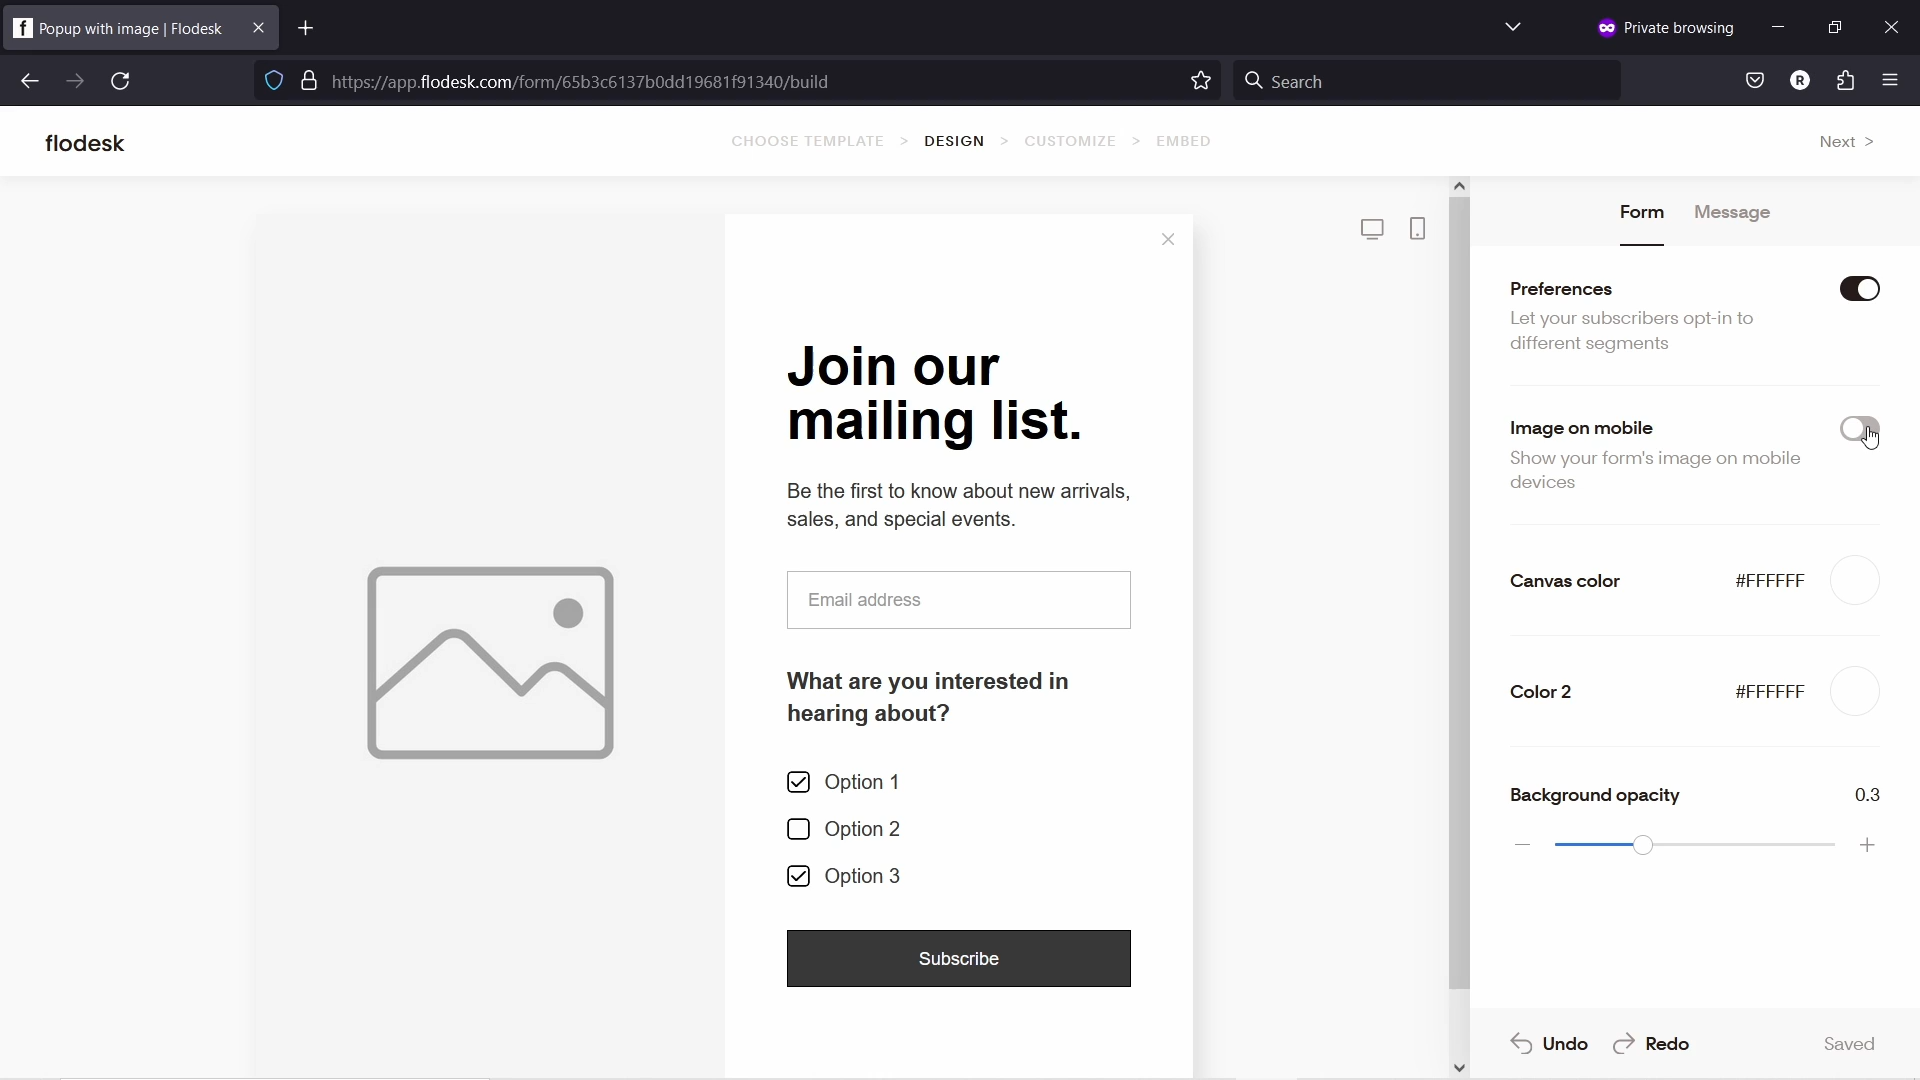 Popup with image | Flodesk
Private browsing
https://app.flodesk.com/form/65b3c6137b0dd19681f91340/build
Search
R
flodesk
CHOOSE TEMPLATE > DESIGN > CUSTOMIZE > EMBED
Next >
Form Message
Join our
mailing list.
Be the first to know about new arrivals,
sales, and special events.
Email address
What are you interested in
hearing about?
Option 1
Option 2
Option 3
Subscribe
Preferences
Let your subscribers opt-in to
different segments
Image on mobile
Show your form's image on mobile
devices
Canvas color #FFFFFF
Color 2 #FFFFFF
Background opacity 0.3
Undo Redo Saved